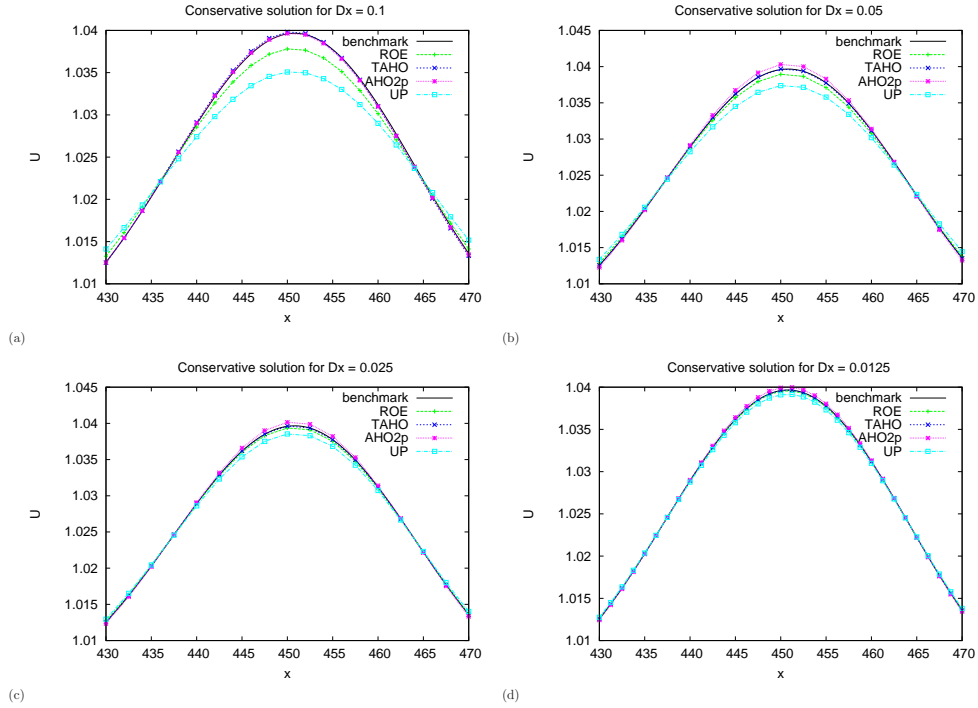 Conservative solution for Dx = 0.1
1.04
1.035
1.03
1.025
1.02
1.015
1.01
U
430 435 440 445 450 455 460 465 470
x
benchmark
ROE
TAHO
AHO2p
UP
(a)
Conservative solution for Dx = 0.05
1.05
1.045
1.04
1.035
1.03
1.025
1.02
1.015
1.01
U
430 435 440 445 450 455 460 465 470
x
benchmark
ROE
TAHO
AHO2p
UP
(b)
Conservative solution for Dx = 0.025
1.045
1.04
1.035
1.03
1.025
1.02
1.015
1.01
U
430 435 440 445 450 455 460 465 470
x
benchmark
ROE
TAHO
AHO2p
UP
(c)
Conservative solution for Dx = 0.0125
1.04
1.035
1.03
1.025
1.02
1.015
1.01
U
430 435 440 445 450 455 460 465 470
x
benchmark
ROE
TAHO
AHO2p
UP
(d)